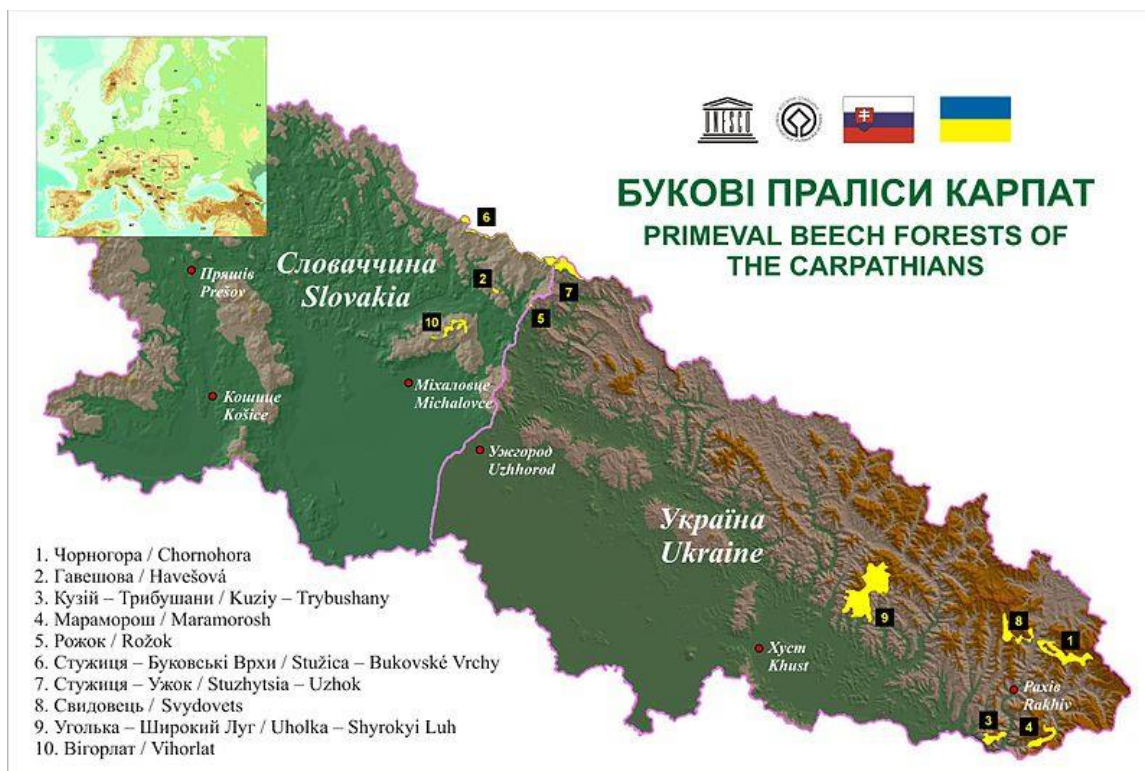 UNESCO
БУКОВІ ПРАЛІСИ КАРПАТ
PRIMEVAL BEECH FORESTS OF
THE CARPATHIANS
6
Словаччина
Slovakia
2
7
5
10
Пряшів
Prešov
Кошице
Košice
Міхаловце
Michalovce
Ужгород
Uzhhorod
Україна
Ukraine
9
8
1
Хуст
Khust
Рахів
Rakhiv
3
4
1. Чорногора / Chornohora
2. Гавешова / Havešová
3. Кузій – Трибушани / Kuziy – Trybushany
4. Мараморош / Maramorosh
5. Рожок / Rožok
6. Стужиця – Буковські Врхи / Stužica – Bukovské Vrchy
7. Стужиця – Ужок / Stuzhytsia – Uzhok
8. Свидовець / Svydovets
9. Уголька – Широкий Луг / Uholka – Shyrokyi Luh
10. Вігорлат / Vihorlat